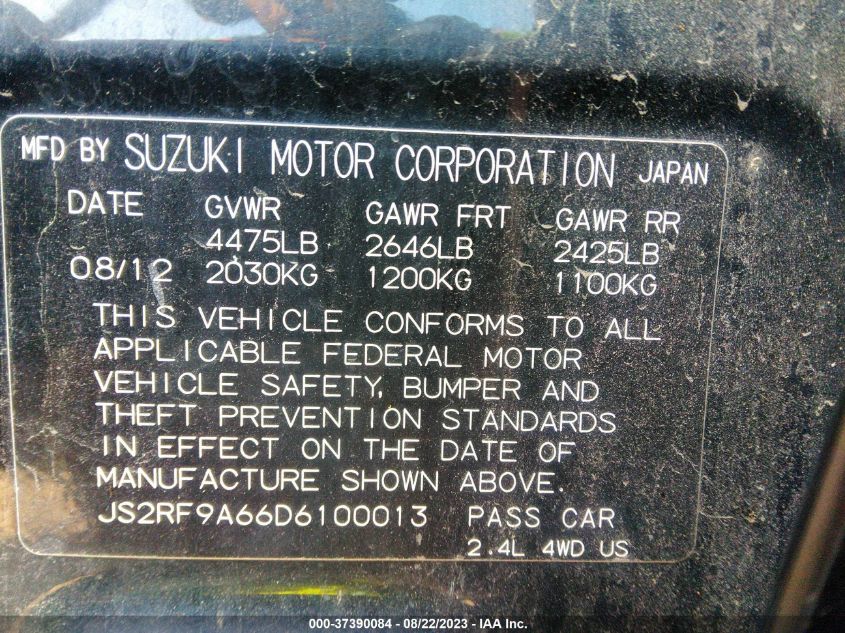 MFD BY SUZUKI MOTOR CORPORATION JAPAN
DATE GVWR GAWR FRT GAWR RR
4475LB 2646LB 2425LB
08/12 2030KG 1200KG 1100KG
THIS VEHICLE CONFORMS TO ALL
APPLICABLE FEDERAL MOTOR
VEHICLE SAFETY, BUMPER AND
THEFT PREVENTION STANDARDS
IN EFFECT ON THE DATE OF
MANUFACTURE SHOWN ABOVE.
JS2RF9A66D6100013 PASS CAR
2.4L 4WD US
000-37390084 - 08/22/2023 - IAA Inc.